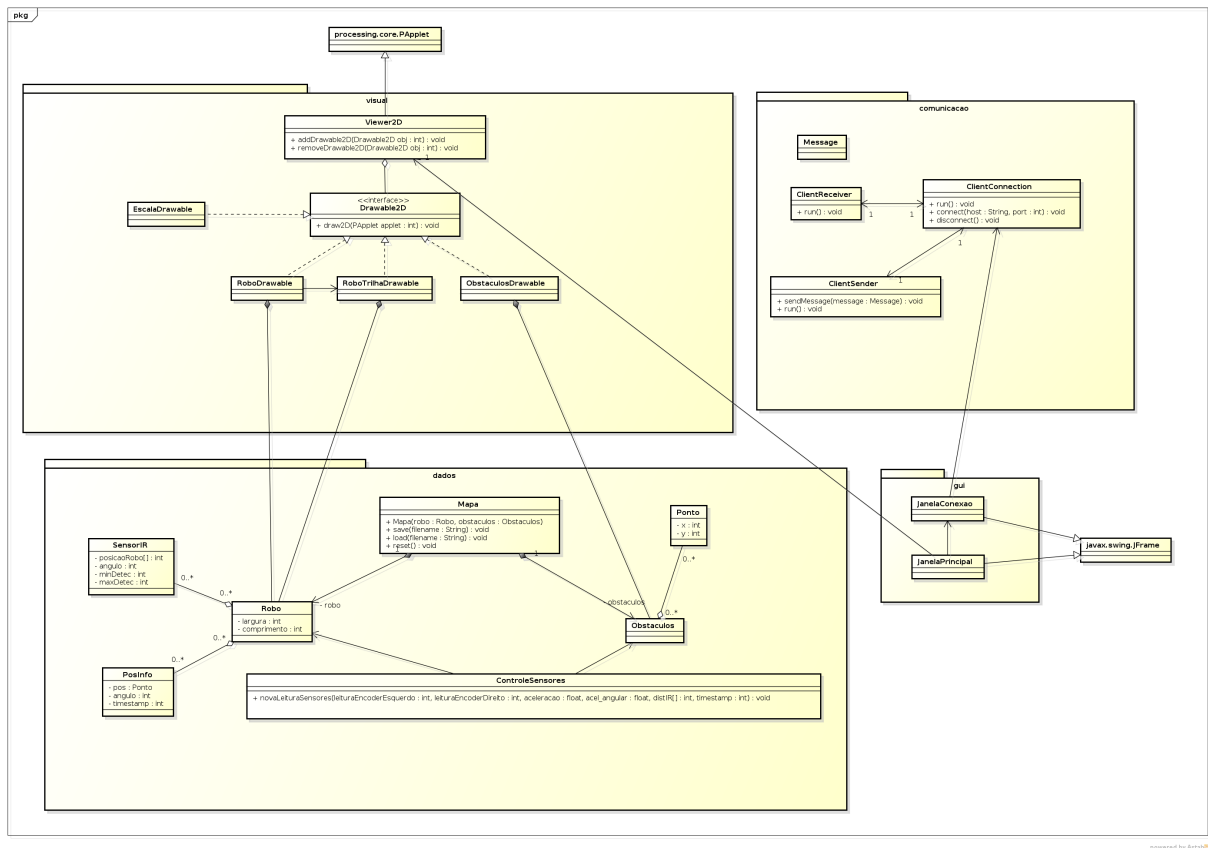 pkg
processing.core.PApplet
visual
Viewer2D
+ addDrawable2D(Drawable2D obj : int) : void
+ removeDrawable2D(Drawable2D obj : int) : void
1
<<interface>>
Drawable2D
+ draw2D(PApplet applet : int) : void
EscalaDrawable
RoboDrawable
RoboTrilhaDrawable
ObstaculosDrawable
comunicacao
Message
ClientReceiver
+ run() : void
1
1
ClientConnection
+ run() : void
+ connect(host : String, port : int) : void
+ disconnect() : void
1
1
ClientSender
+ sendMessage(message : Message) : void
+ run() : void
dados
Mapa
+ Mapa(robo : Robo, obstaculos : Obstaculos)
+ save(filename : String) : void
+ load(filename : String) : void
+ reset() : void
1
1
Ponto
- x : int
- y : int
0..*
0..*
SensorIR
- posicaoRobo[ ] : int
- angulo : int
- minDetec : int
- maxDetec : int
0..*
0..*
Robo
- largura : int
- comprimento : int
- robo
- obstaculos
Obstaculos
0..*
0..*
PosInfo
- pos : Ponto
- angulo : int
- timestamp : int
ControleSensores
+ novaLeituraSensores(leituraEncoderEsquerdo : int, leituraEncoderDireito : int, aceleracao : float, acel_angular : float, distIR[ ] : int, timestamp : int) : void
gui
JanelaConexao
JanelaPrincipal
javax.swing.JFrame
powered by Astah